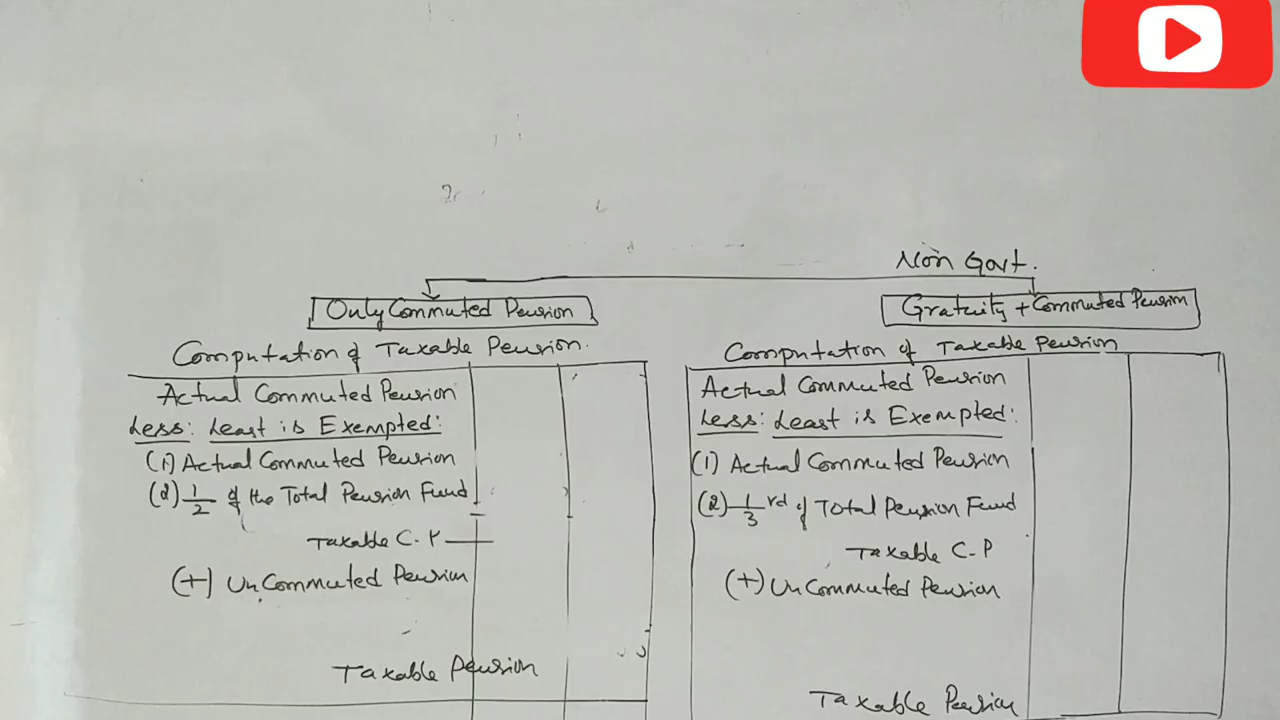 Non Govt.
Only Commuted Pension
Gratuity + Commuted Pension
Computation of Taxable Pension.
Actual Commuted Pension
Less: Least is Exempted:
(1) Actual Commuted Pension
(2) 1/2 of the Total Pension Fund
Taxable C.P
(+) UnCommuted Pension
Taxable Pension
Computation of Taxable Pension
Actual Commuted Pension
Less: Least is Exempted:
(1) Actual Commuted Pension
(2) 1/3rd of Total Pension Fund
Taxable C-P
(+) UnCommuted Pension
Taxable Pension